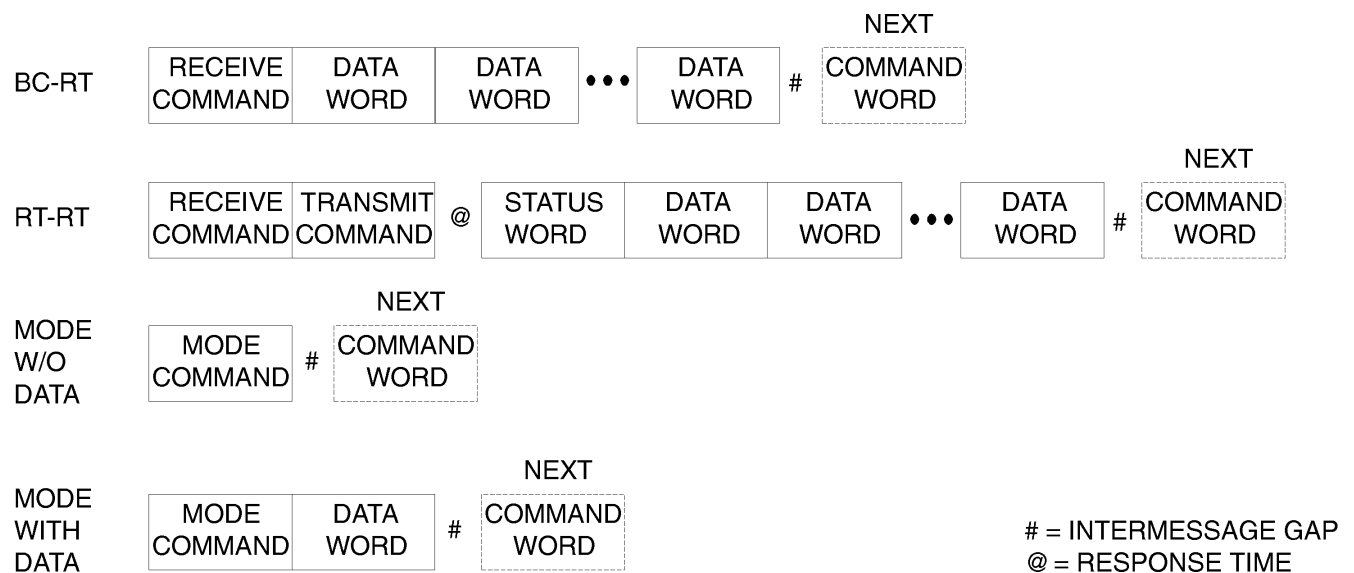 NEXT
BC-RT
RECEIVE COMMAND
DATA WORD
DATA WORD
•••
DATA WORD
#
COMMAND WORD
NEXT
RT-RT
RECEIVE COMMAND
TRANSMIT COMMAND
@
STATUS WORD
DATA WORD
DATA WORD
•••
DATA WORD
#
COMMAND WORD
NEXT
MODE
W/O
DATA
MODE COMMAND
#
COMMAND WORD
NEXT
MODE
WITH
DATA
MODE COMMAND
DATA WORD
#
COMMAND WORD
# = INTERMESSAGE GAP
@ = RESPONSE TIME